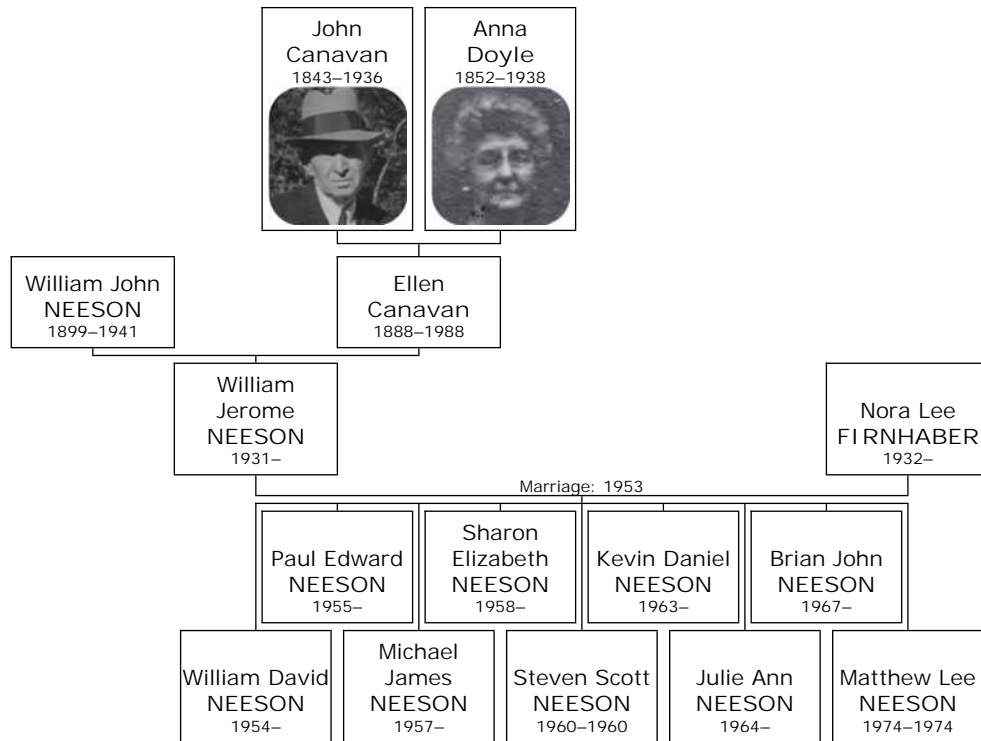 John
Canavan
1843–1936
Anna
Doyle
1852–1938
William John
NEESON
1899–1941
Ellen
Canavan
1888–1988
William
Jerome
NEESON
1931–
Nora Lee
FIRNHABER
1932–
Marriage: 1953
Paul Edward
NEESON
1955–
Sharon
Elizabeth
NEESON
1958–
Kevin Daniel
NEESON
1963–
Brian John
NEESON
1967–
William David
NEESON
1954–
Michael
James
NEESON
1957–
Steven Scott
NEESON
1960–1960
Julie Ann
NEESON
1964–
Matthew Lee
NEESON
1974–1974